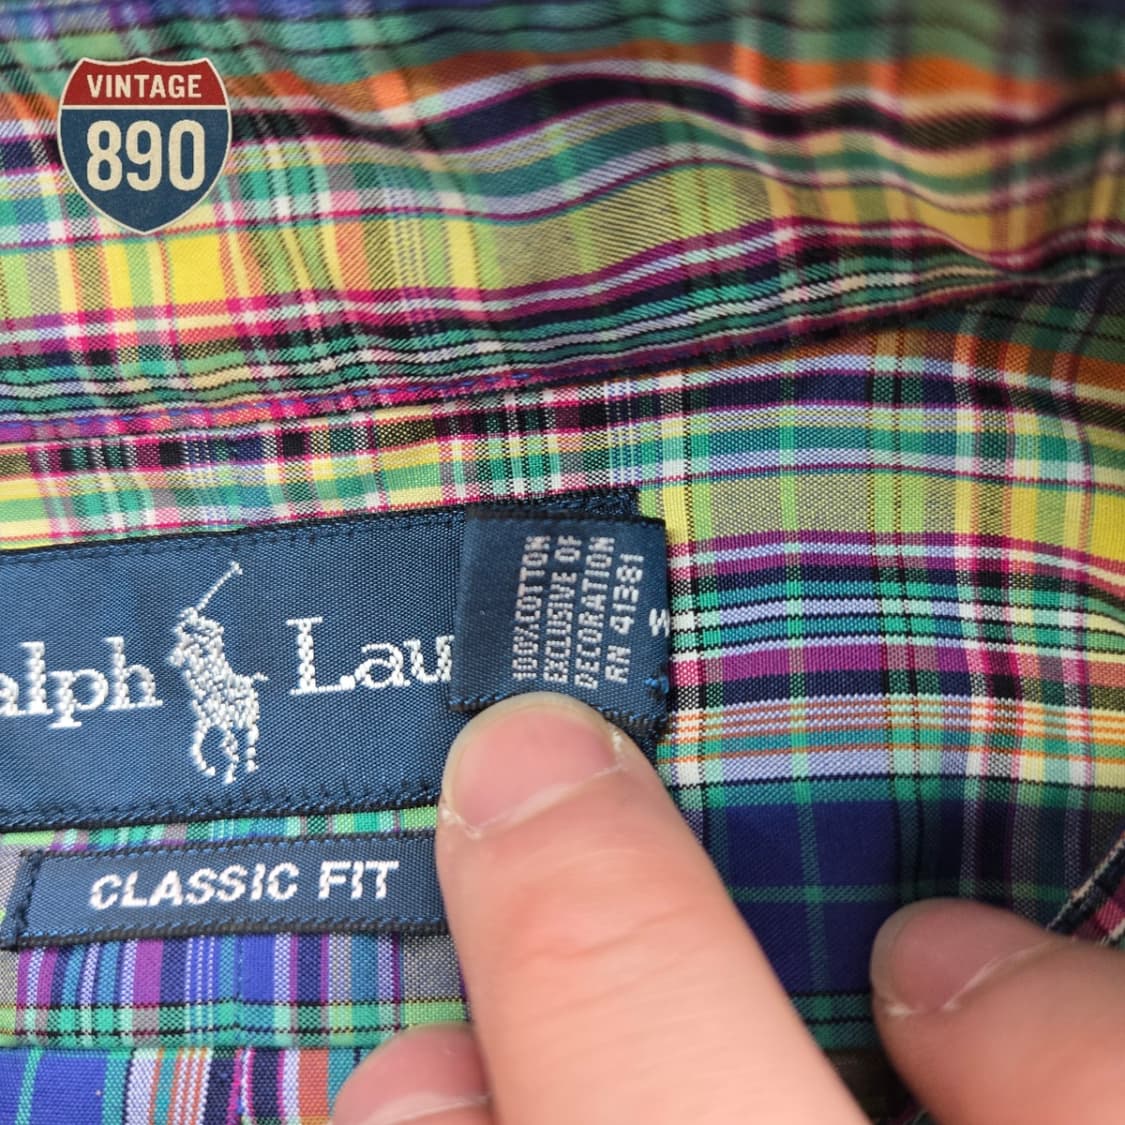 VINTAGE
890
alph Lau
100% COTTON
EXCLUSIVE OF
DECORATION
RN 41381
CLASSIC FIT